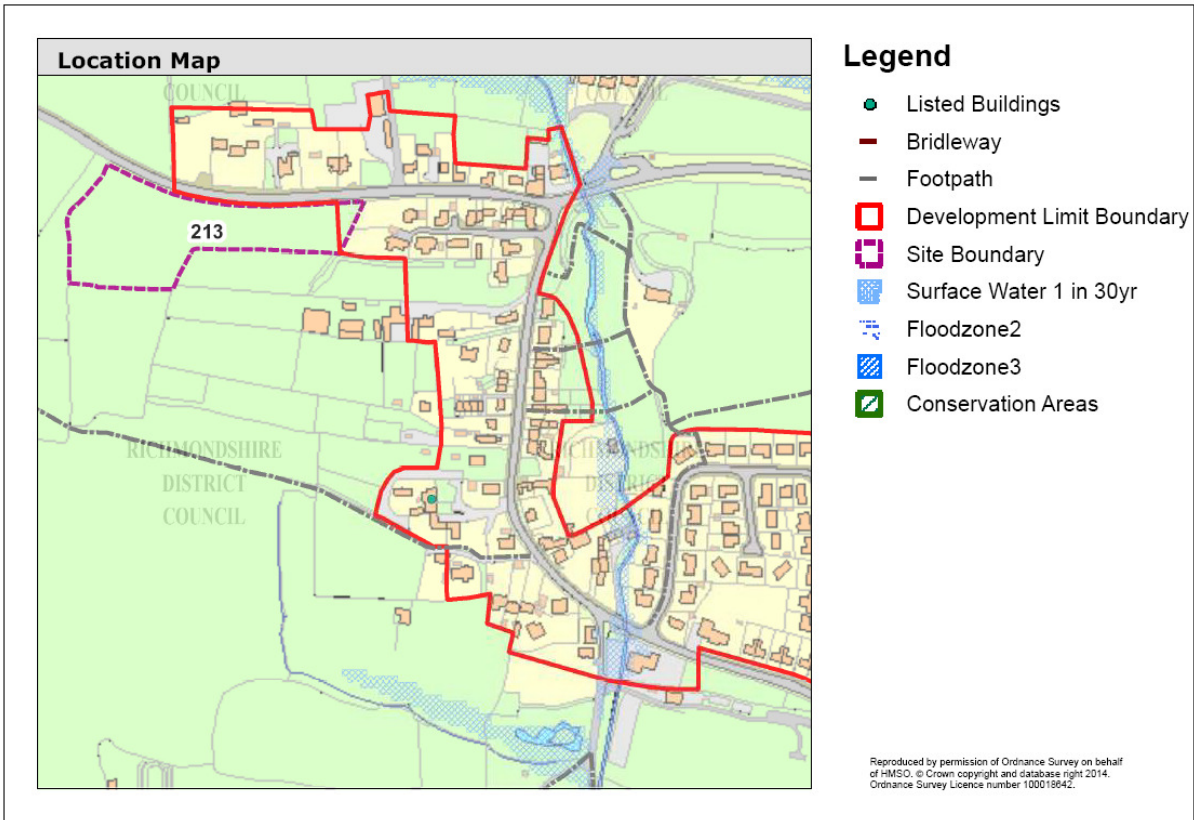 Location Map
COUNCIL
COUNCIL
213
RICHMONDSHIRE
DISTRICT
COUNCIL
RICHMONDSHIRE
DISTRICT
Legend
Listed Buildings
Bridleway
Footpath
Development Limit Boundary
Site Boundary
Surface Water 1 in 30yr
Floodzone2
Floodzone3
Conservation Areas
Reproduced by permission of Ordnance Survey on behalf
of HMSO. © Crown copyright and database right 2014.
Ordnance Survey Licence number 100018642.